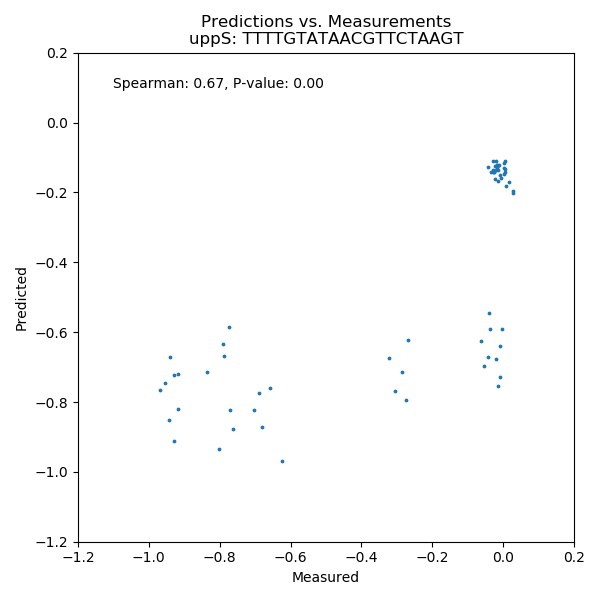 Predictions vs. Measurements
uppS: TTTTGTATAACGTTCTAAGT
Spearman: 0.67, P-value: 0.00
0.2
0.0
−0.2
−0.4
−0.6
−0.8
−1.0
−1.2
Predicted
−1.2 −1.0 −0.8 −0.6 −0.4 −0.2 0.0 0.2
Measured